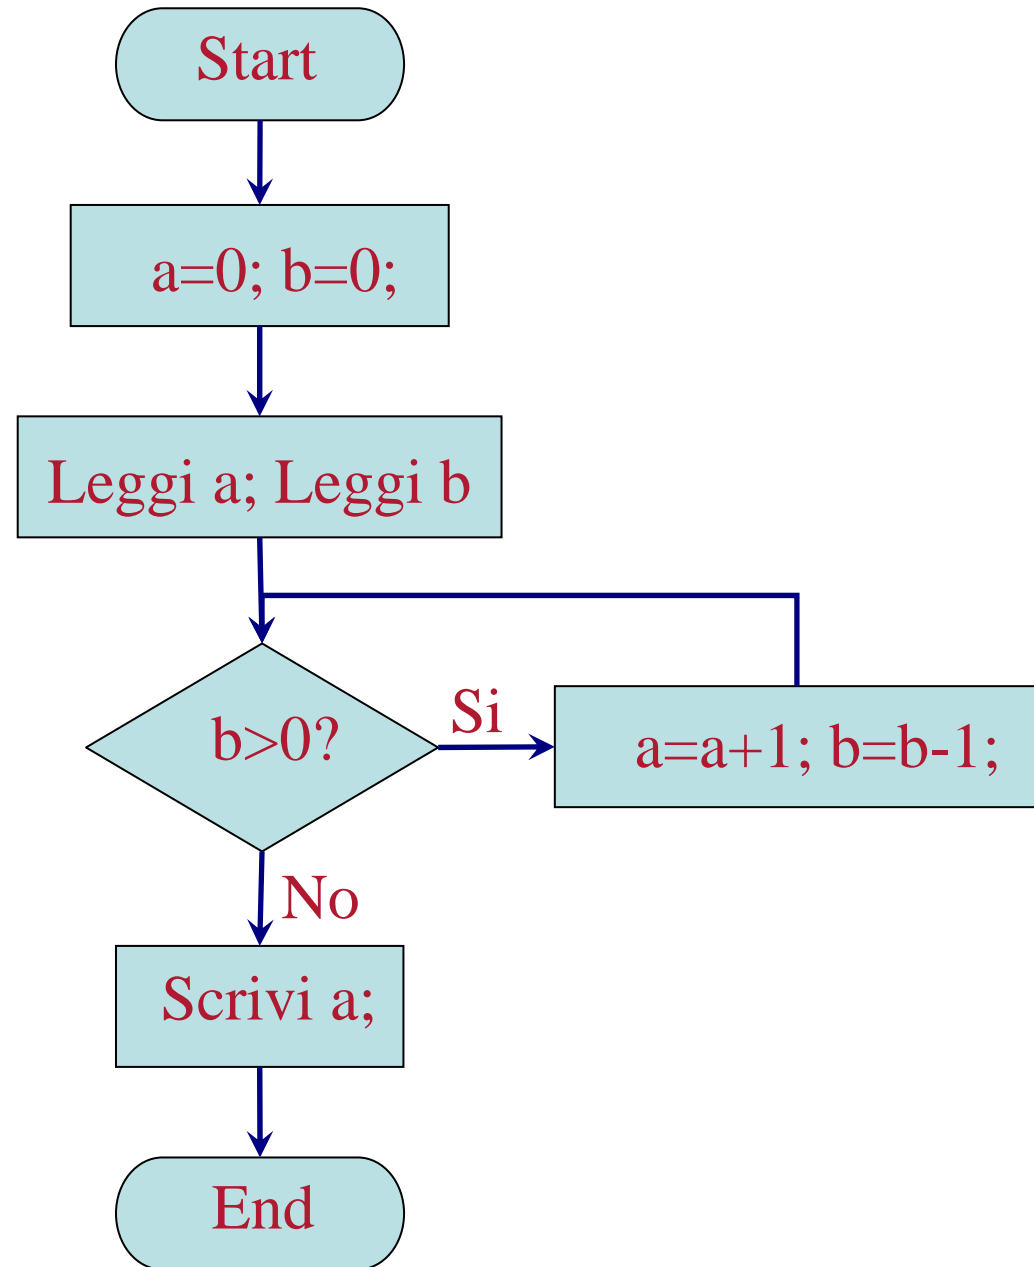 Start
a=0; b=0;
Leggi a; Leggi b
b>0?
Si
a=a+1; b=b-1;
No
Scrivi a;
End